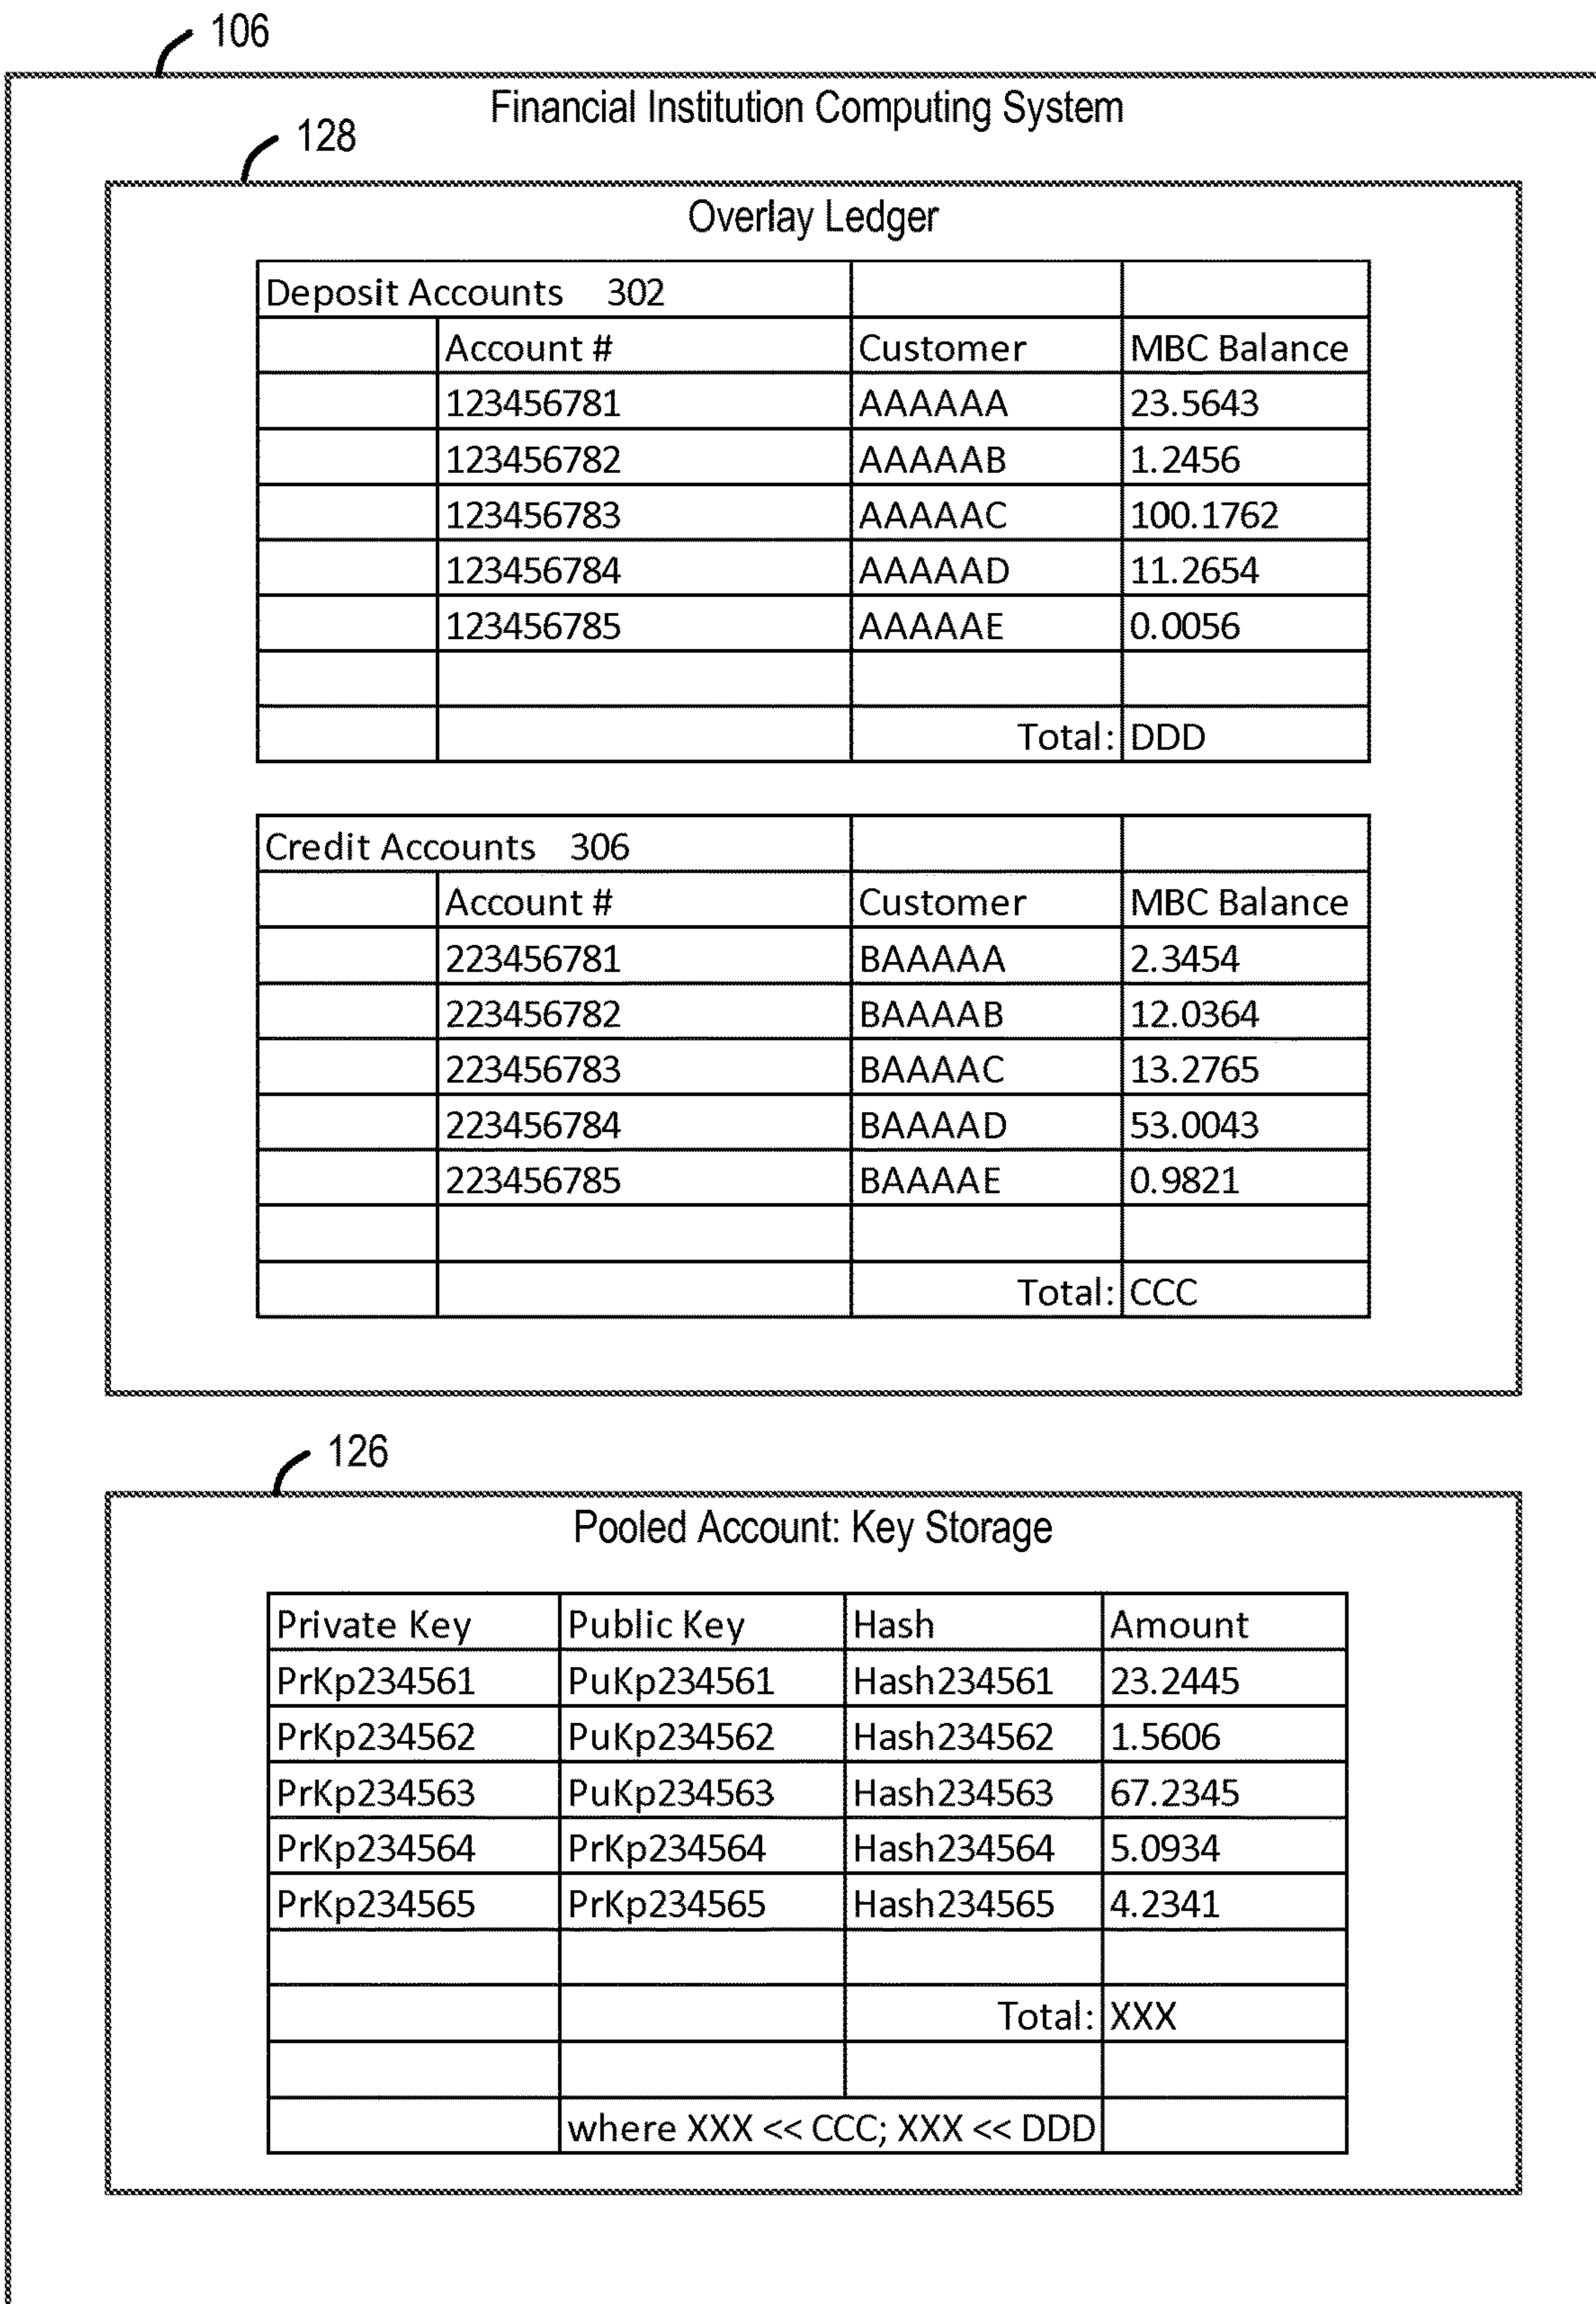 106
Financial Institution Computing System
128
Overlay Ledger
Deposit Accounts 302
Account # Customer MBC Balance
123456781 AAAAAA 23.5643
123456782 AAAAAB 1.2456
123456783 AAAAAC 100.1762
123456784 AAAAAD 11.2654
123456785 AAAAAE 0.0056
Total: DDD
Credit Accounts 306
Account # Customer MBC Balance
223456781 BAAAAA 2.3454
223456782 BAAAAB 12.0364
223456783 BAAAAC 13.2765
223456784 BAAAAD 53.0043
223456785 BAAAAE 0.9821
Total: CCC
126
Pooled Account: Key Storage
Private Key Public Key Hash Amount
PrKp234561 PuKp234561 Hash234561 23.2445
PrKp234562 PuKp234562 Hash234562 1.5606
PrKp234563 PuKp234563 Hash234563 67.2345
PrKp234564 PrKp234564 Hash234564 5.0934
PrKp234565 PrKp234565 Hash234565 4.2341
Total: XXX
where XXX << CCC; XXX << DDD